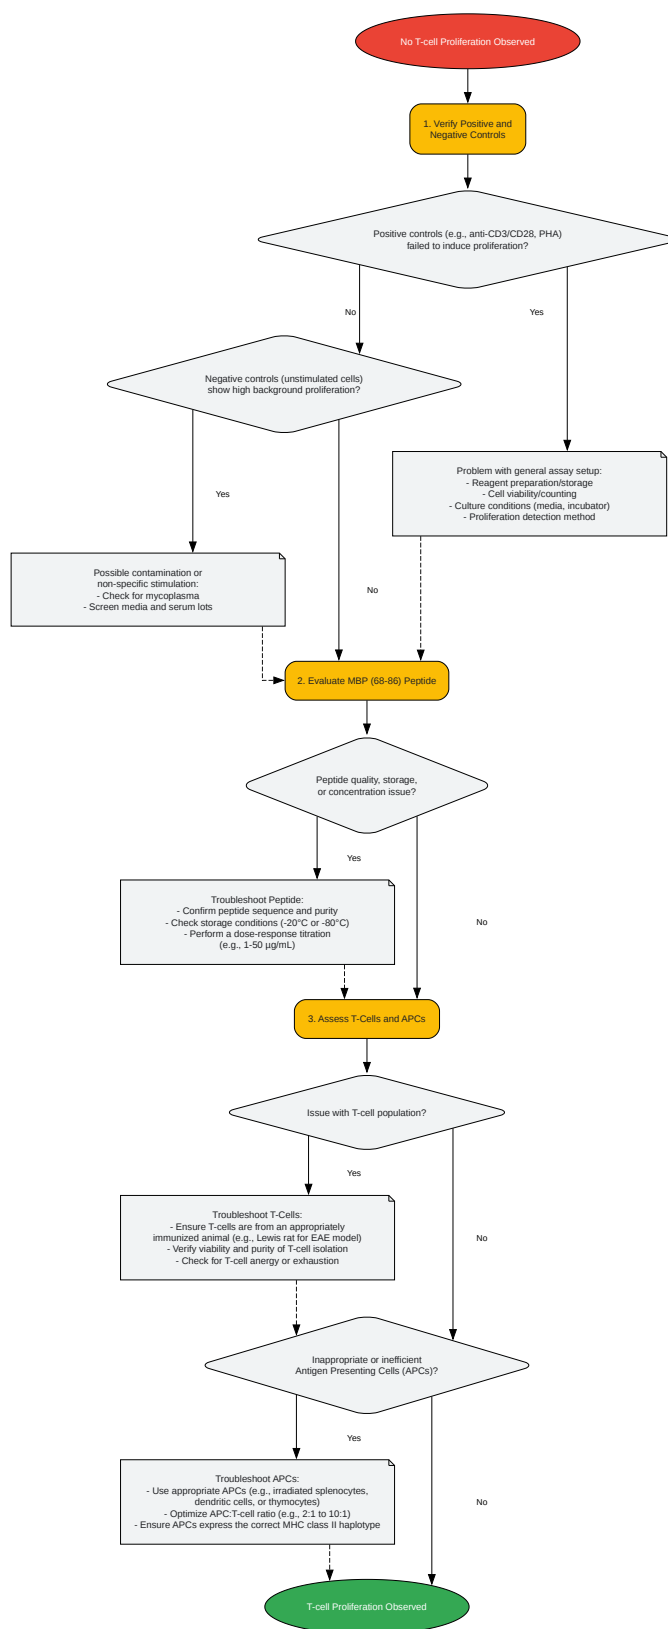 No T-cell Proliferation Observed
1. Verify Positive and
Negative Controls
Positive controls (e.g., anti-CD3/CD28, PHA)
failed to induce proliferation?
No
Yes
Negative controls (unstimulated cells)
show high background proliferation?
Problem with general assay setup:
- Reagent preparation/storage
- Cell viability/counting
- Culture conditions (media, incubator)
- Proliferation detection method
Yes
Possible contamination or
non-specific stimulation:
- Check for mycoplasma
- Screen media and serum lots
No
2. Evaluate MBP (68-86) Peptide
Peptide quality, storage,
or concentration issue?
Yes
Troubleshoot Peptide:
- Confirm peptide sequence and purity
- Check storage conditions (-20°C or -80°C)
- Perform a dose-response titration
(e.g., 1-50 µg/mL)
No
3. Assess T-Cells and APCs
Issue with T-cell population?
Yes
Troubleshoot T-Cells:
- Ensure T-cells are from an appropriately
immunized animal (e.g., Lewis rat for EAE model)
- Verify viability and purity of T-cell isolation
- Check for T-cell anergy or exhaustion
No
Inappropriate or inefficient
Antigen Presenting Cells (APCs)?
Yes
Troubleshoot APCs:
- Use appropriate APCs (e.g., irradiated splenocytes,
dendritic cells, or thymocytes)
- Optimize APC:T-cell ratio (e.g., 2:1 to 10:1)
- Ensure APCs express the correct MHC class II haplotype
No
T-cell Proliferation Observed